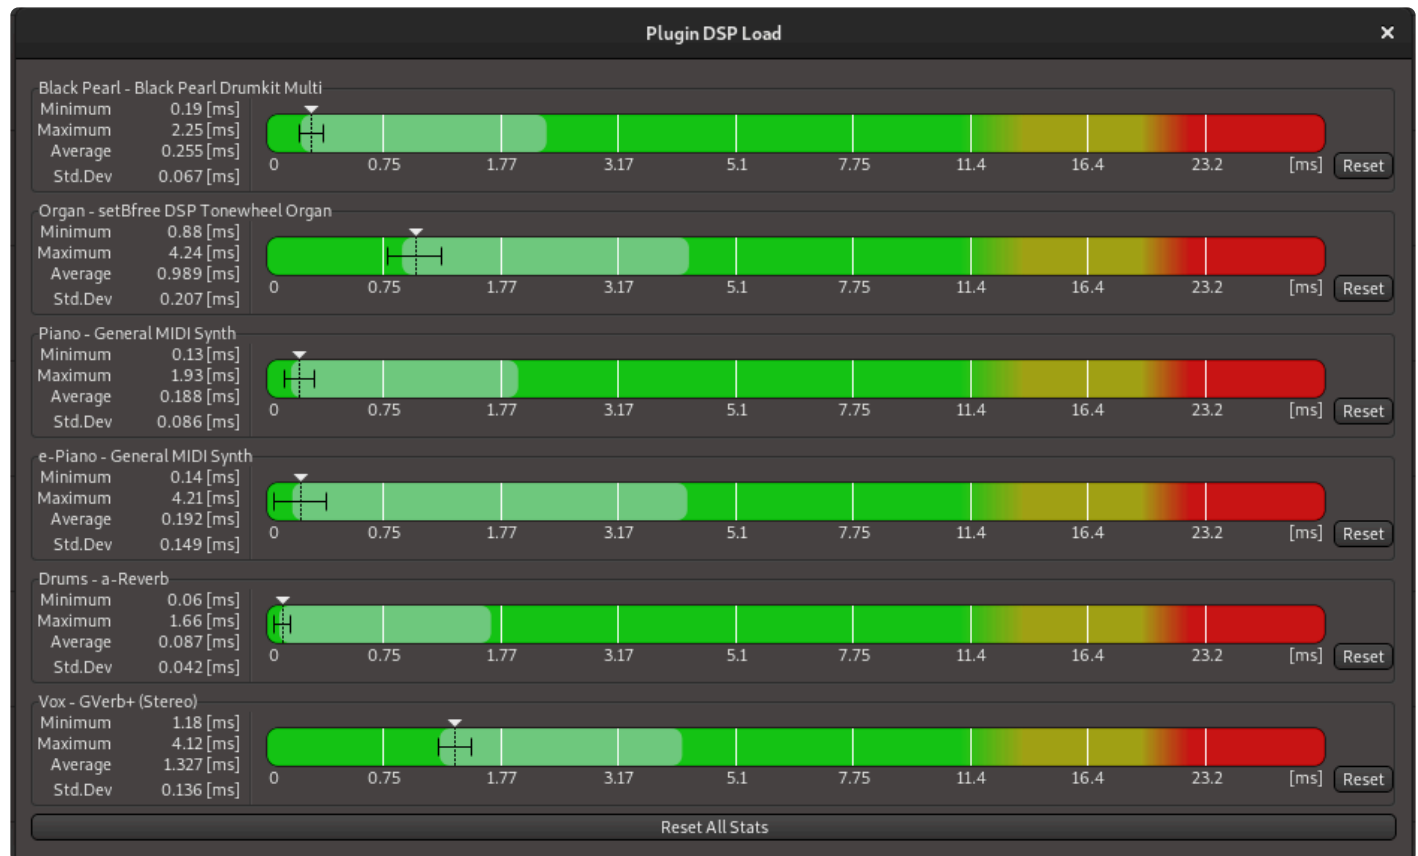 Plugin DSP Load ×
Black Pearl - Black Pearl Drumkit Multi
Minimum 0.19 [ms]
Maximum 2.25 [ms]
Average 0.255 [ms]
Std.Dev 0.067 [ms]
0 0.75 1.77 3.17 5.1 7.75 11.4 16.4 23.2 [ms] Reset
Organ - setBfree DSP Tonewheel Organ
Minimum 0.88 [ms]
Maximum 4.24 [ms]
Average 0.989 [ms]
Std.Dev 0.207 [ms]
0 0.75 1.77 3.17 5.1 7.75 11.4 16.4 23.2 [ms] Reset
Piano - General MIDI Synth
Minimum 0.13 [ms]
Maximum 1.93 [ms]
Average 0.188 [ms]
Std.Dev 0.086 [ms]
0 0.75 1.77 3.17 5.1 7.75 11.4 16.4 23.2 [ms] Reset
e-Piano - General MIDI Synth
Minimum 0.14 [ms]
Maximum 4.21 [ms]
Average 0.192 [ms]
Std.Dev 0.149 [ms]
0 0.75 1.77 3.17 5.1 7.75 11.4 16.4 23.2 [ms] Reset
Drums - a-Reverb
Minimum 0.06 [ms]
Maximum 1.66 [ms]
Average 0.087 [ms]
Std.Dev 0.042 [ms]
0 0.75 1.77 3.17 5.1 7.75 11.4 16.4 23.2 [ms] Reset
Vox - GVerb+ (Stereo)
Minimum 1.18 [ms]
Maximum 4.12 [ms]
Average 1.327 [ms]
Std.Dev 0.136 [ms]
0 0.75 1.77 3.17 5.1 7.75 11.4 16.4 23.2 [ms] Reset
Reset All Stats